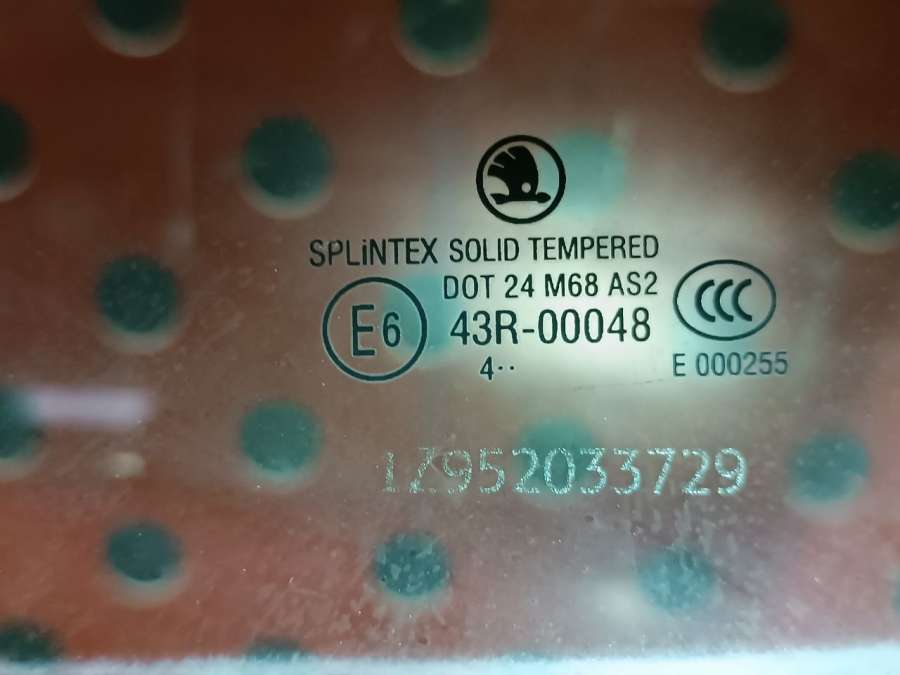 SPLiNTEX SOLID TEMPERED
DOT 24 M68 AS2
E6 43R-00048 CCC
4··
E 000255
1Z952033729